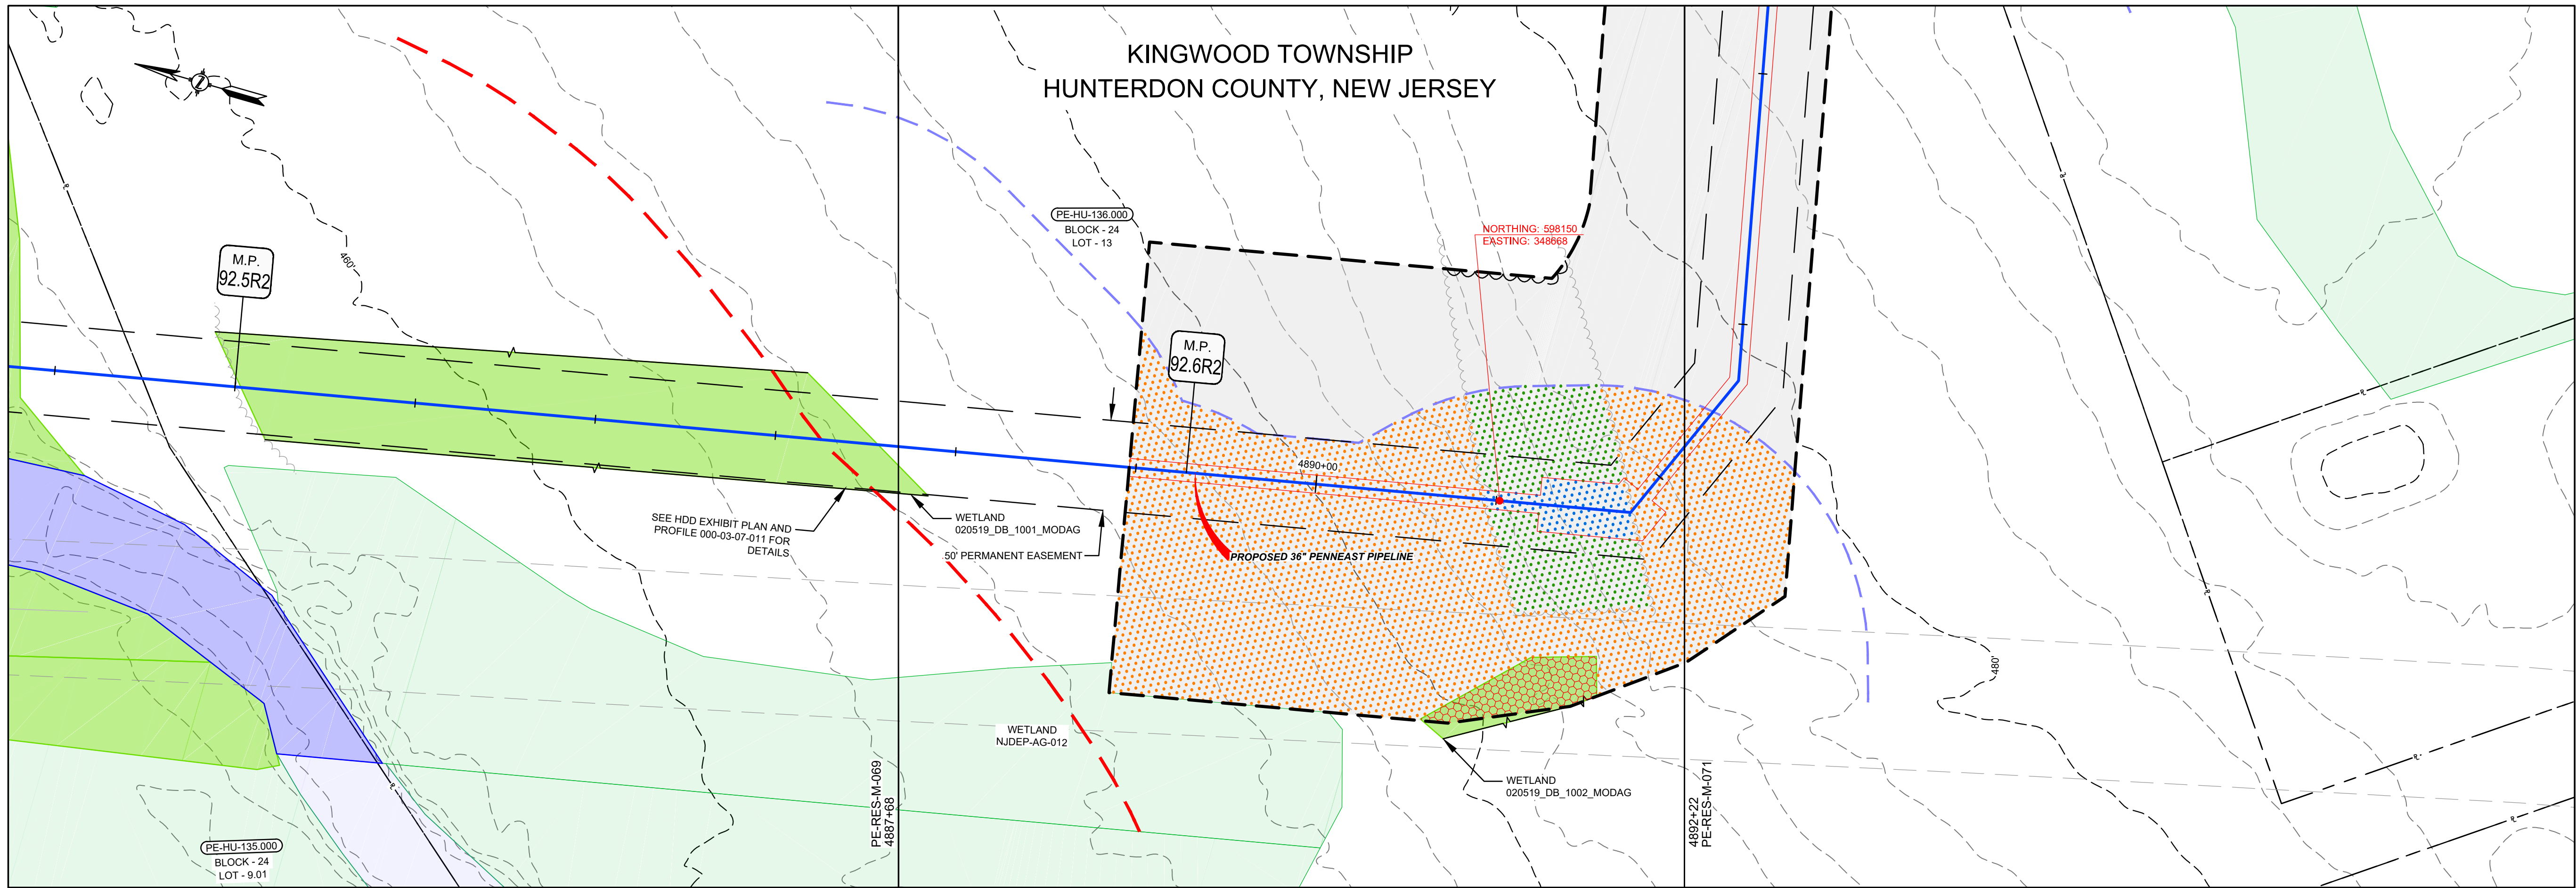 KINGWOOD TOWNSHIP
HUNTERDON COUNTY, NEW JERSEY
N
M.P.
92.5R2
460'
PE-HU-136.000
BLOCK - 24
LOT - 13
NORTHING: 598150
EASTING: 348668
M.P.
92.6R2
4890+00
SEE HDD EXHIBIT PLAN AND
PROFILE 000-03-07-011 FOR
DETAILS
WETLAND
020519_DB_1001_MODAG
50' PERMANENT EASEMENT
PROPOSED 36" PENNEAST PIPELINE
480'
WETLAND
NJDEP-AG-012
WETLAND
020519_DB_1002_MODAG
PE-RES-M-069
4887+68
4892+22
PE-RES-M-071
PE-HU-135.000
BLOCK - 24
LOT - 9.01